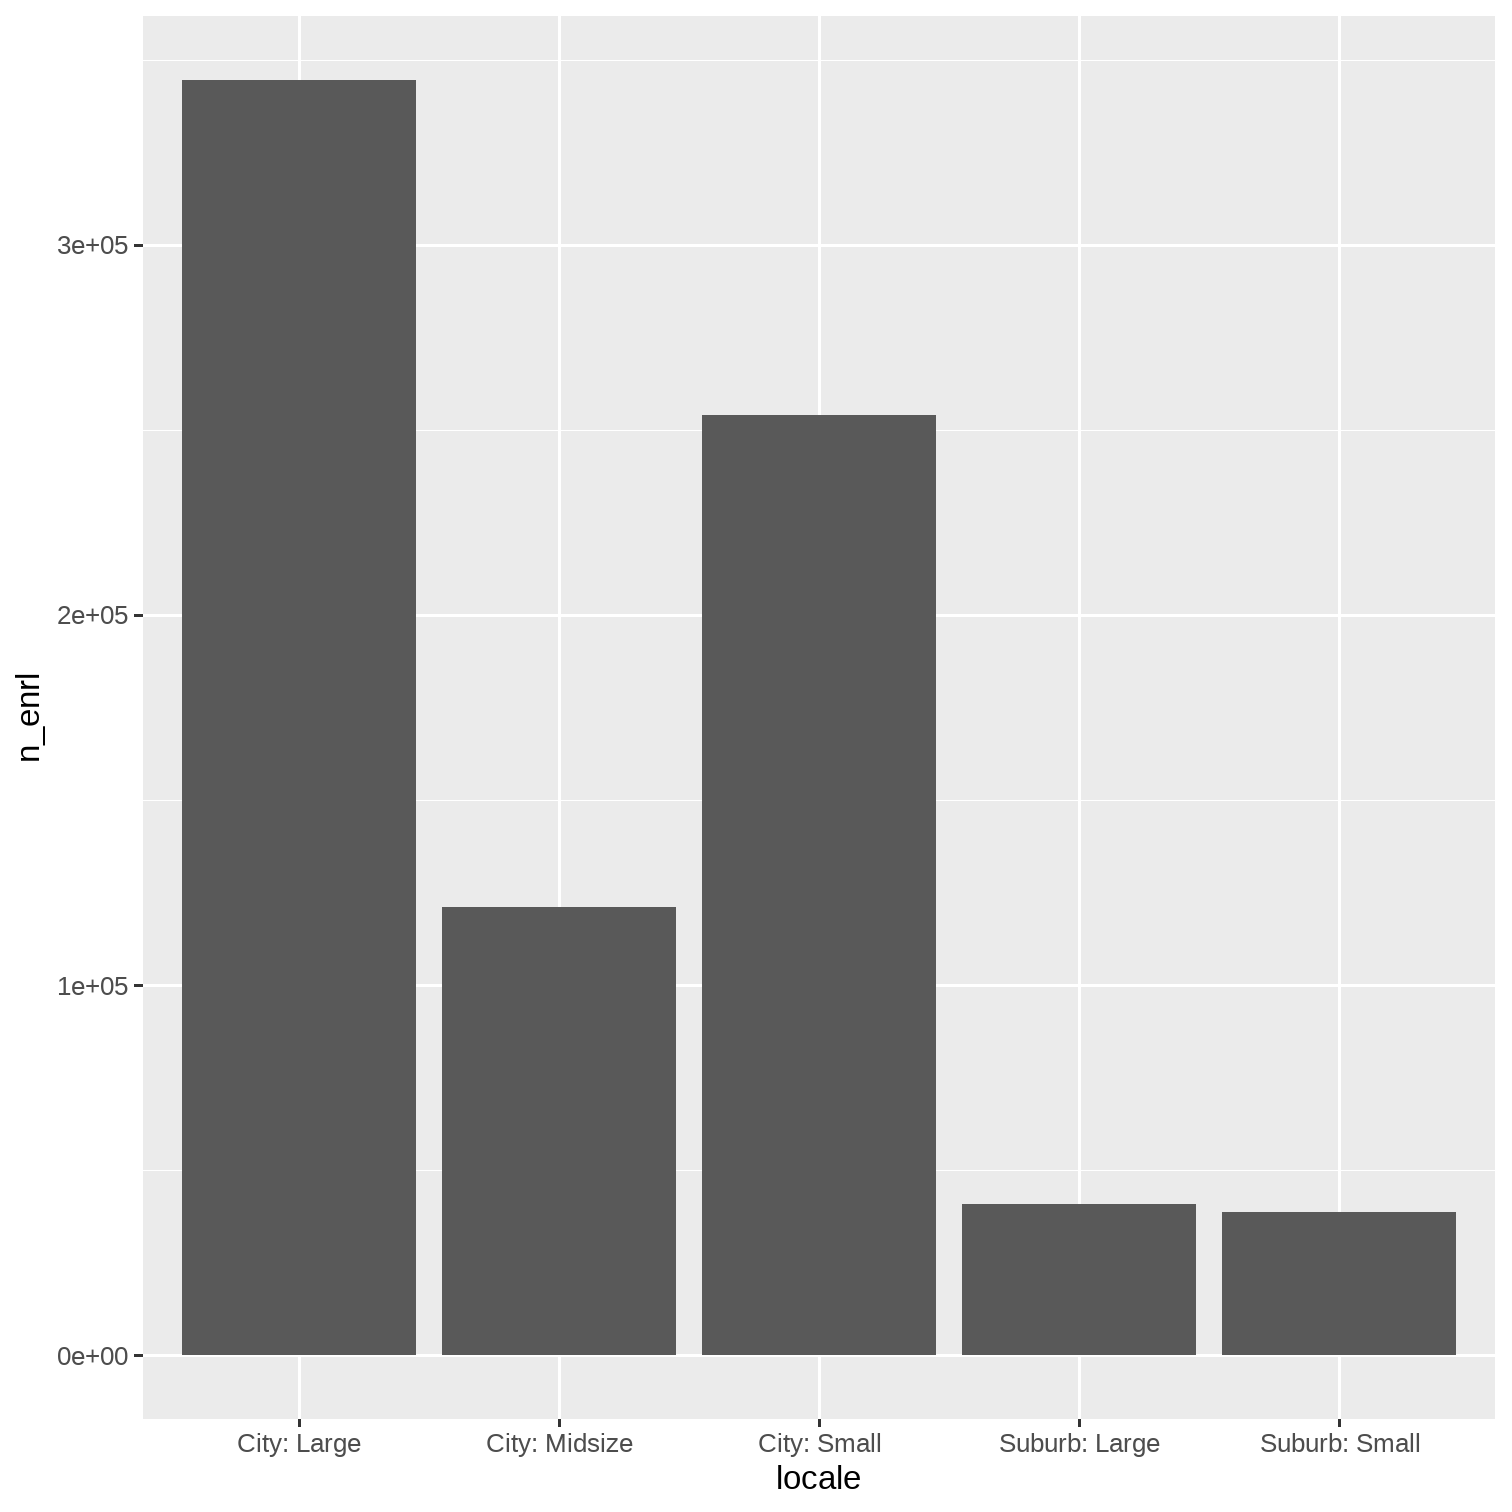 n_enrl
3e+05
2e+05
1e+05
0e+00
City: Large
City: Midsize
City: Small
Suburb: Large
Suburb: Small
locale